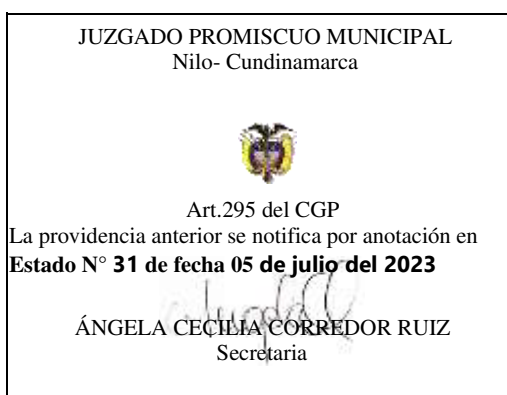 JUZGADO PROMISCUO MUNICIPAL
Nilo- Cundinamarca
Art.295 del CGP
La providencia anterior se notifica por anotación en
Estado N° 31 de fecha 05 de julio del 2023
ÁNGELA CECILIA CORREDOR RUIZ
Secretaria